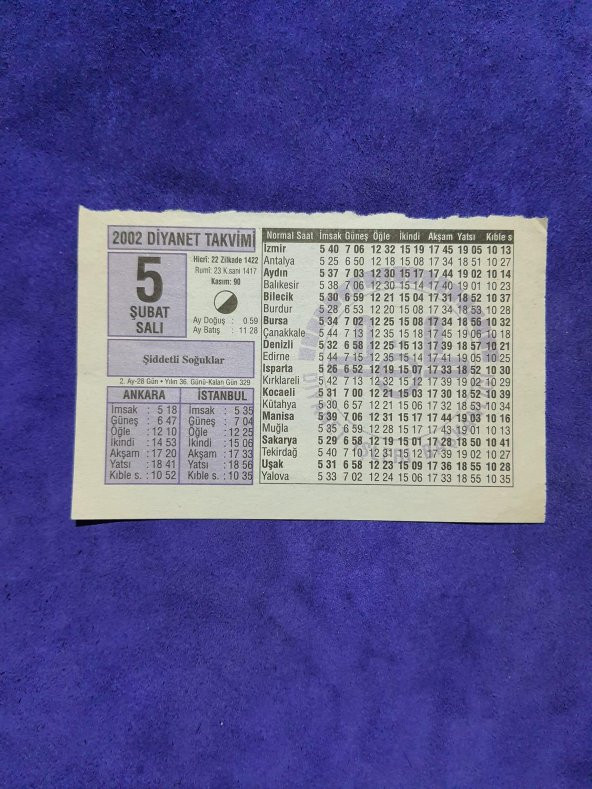 2002 DİYANET TAKVİMİ
5
ŞUBAT
SALI
Hicrî: 22 Zilkade 1422
Rumî: 23 K.sani 1417
Kasım: 90
Ay Doğuş : 0 59
Ay Batış : 11 28
Şiddetli Soğuklar
2. Ay-28 Gün • Yılın 36. Günü-Kalan Gün 329
ANKARA
İmsak : 5 18
Güneş : 6 47
Öğle : 12 10
İkindi : 14 53
Akşam : 17 20
Yatsı : 18 41
Kıble s. : 10 52
İSTANBUL
İmsak : 5 35
Güneş : 7 04
Öğle : 12 25
İkindi : 15 06
Akşam : 17 33
Yatsı : 18 56
Kıble s. : 10 35
Normal Saat İmsak Güneş Öğle İkindi Akşam Yatsı Kıble s.
İzmir 5 40 7 06 12 32 15 19 17 45 19 05 10 13
Antalya 5 25 6 50 12 18 15 08 17 34 18 51 10 27
Aydın 5 37 7 03 12 30 15 17 17 44 19 02 10 14
Balıkesir 5 38 7 06 12 30 15 14 17 40 19 02 10 21
Bilecik 5 30 6 59 12 21 15 04 17 31 18 52 10 37
Burdur 5 28 6 53 12 20 15 10 17 36 18 54 10 24
Bursa 5 34 7 02 12 25 15 08 17 34 18 56 10 32
Çanakkale 5 44 7 13 12 35 15 18 17 45 19 08 10 18
Denizli 5 32 6 58 12 25 15 13 17 39 18 57 10 21
Edirne 5 44 7 15 12 35 15 14 17 41 19 05 10 25
Isparta 5 26 6 52 12 19 15 07 17 33 18 52 10 30
Kırklareli 5 42 7 13 12 32 15 12 17 39 19 03 10 27
Kocaeli 5 31 7 00 12 21 15 03 17 30 18 52 10 38
Kütahya 5 30 6 57 12 21 15 06 17 32 18 53 10 34
Manisa 5 39 7 06 12 31 15 17 17 44 19 03 10 16
Muğla 5 35 6 59 12 27 15 17 17 43 19 01 10 13
Sakarya 5 29 6 58 12 19 15 01 17 28 18 50 10 41
Tekirdağ 5 40 7 10 12 31 15 12 17 39 19 02 10 27
Uşak 5 31 6 58 12 23 15 09 17 36 18 55 10 28
Yalova 5 33 7 02 12 24 15 06 17 33 18 55 10 35